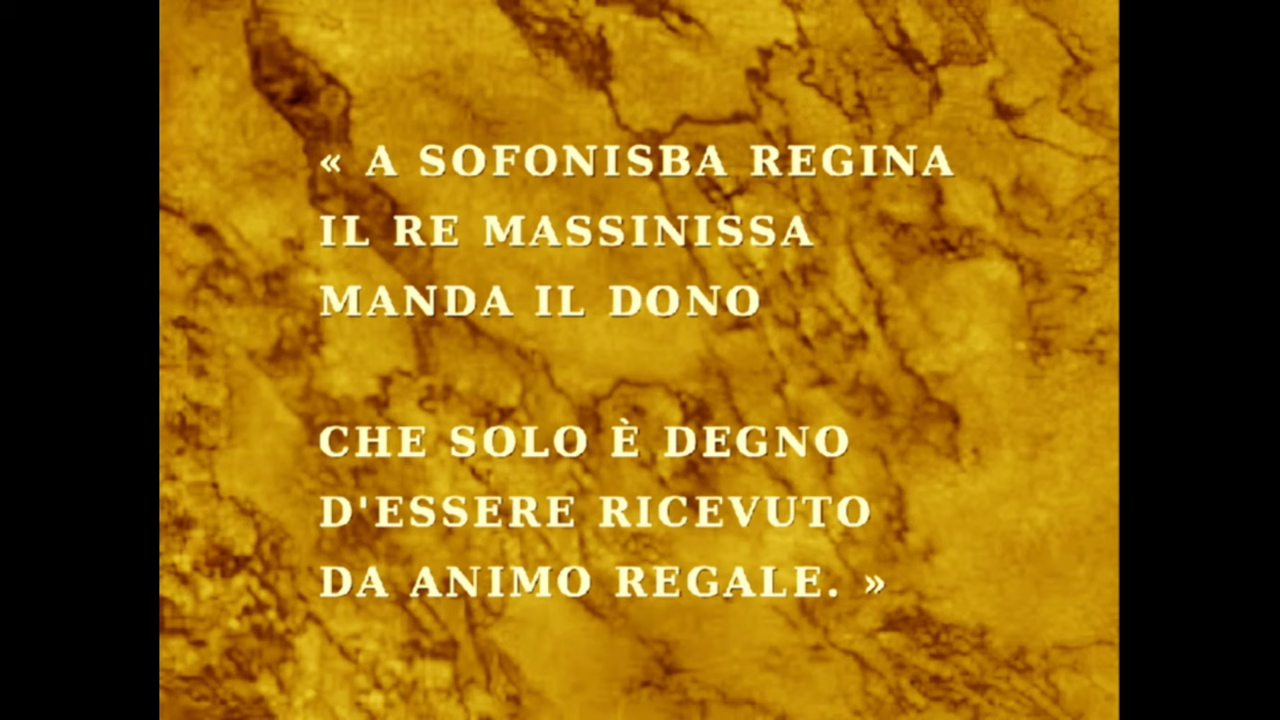 « A SOFONISBA REGINA
IL RE MASSINISSA
MANDA IL DONO
CHE SOLO È DEGNO
D'ESSERE RICEVUTO
DA ANIMO REGALE. »